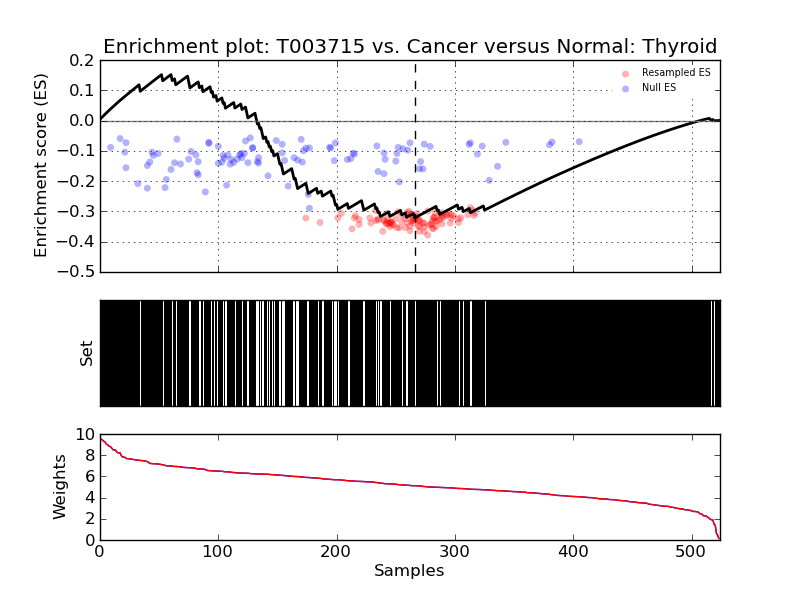 Enrichment plot: T003715 vs. Cancer versus Normal: Thyroid
Enrichment score (ES)
0.2
0.1
0.0
−0.1
−0.2
−0.3
−0.4
−0.5
Resampled ES
Null ES
Set
Weights
10
8
6
4
2
0
0 100 200 300 400 500
Samples